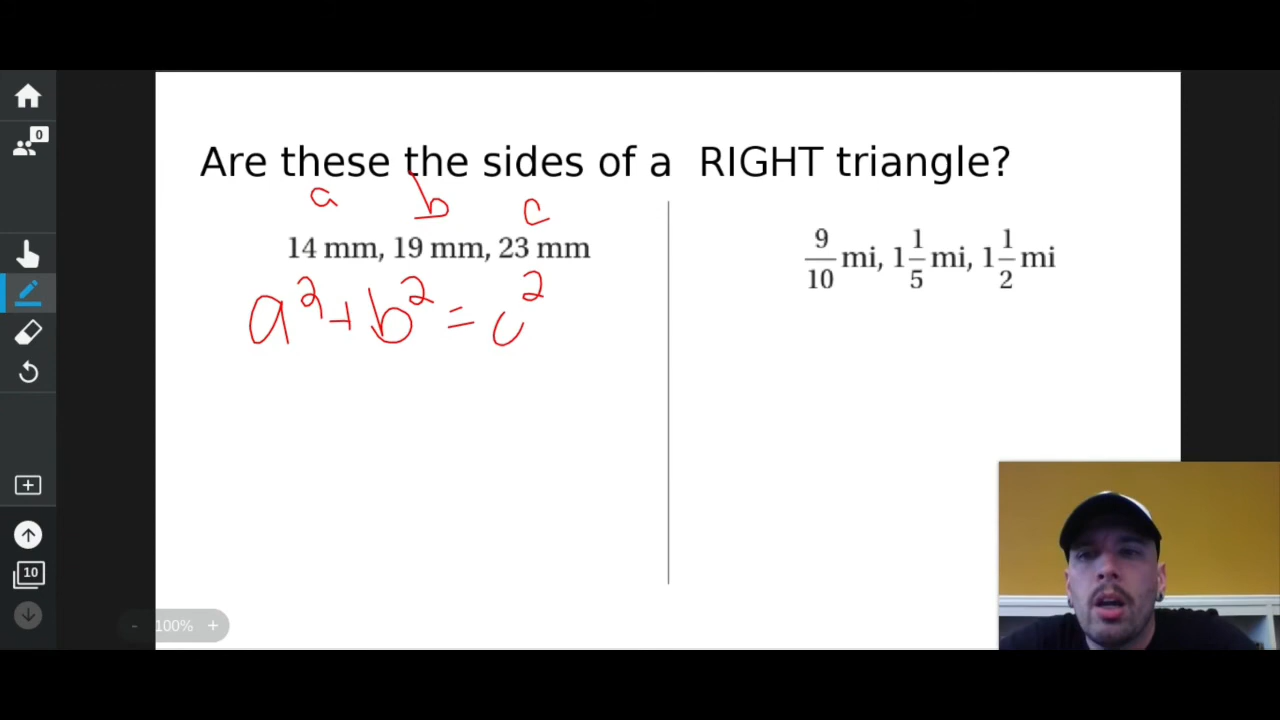 0
Are these the sides of a RIGHT triangle?
a b c
14 mm, 19 mm, 23 mm
a² + b² = c²
9/10 mi, 1 1/5 mi, 1 1/2 mi
10
- 100% +